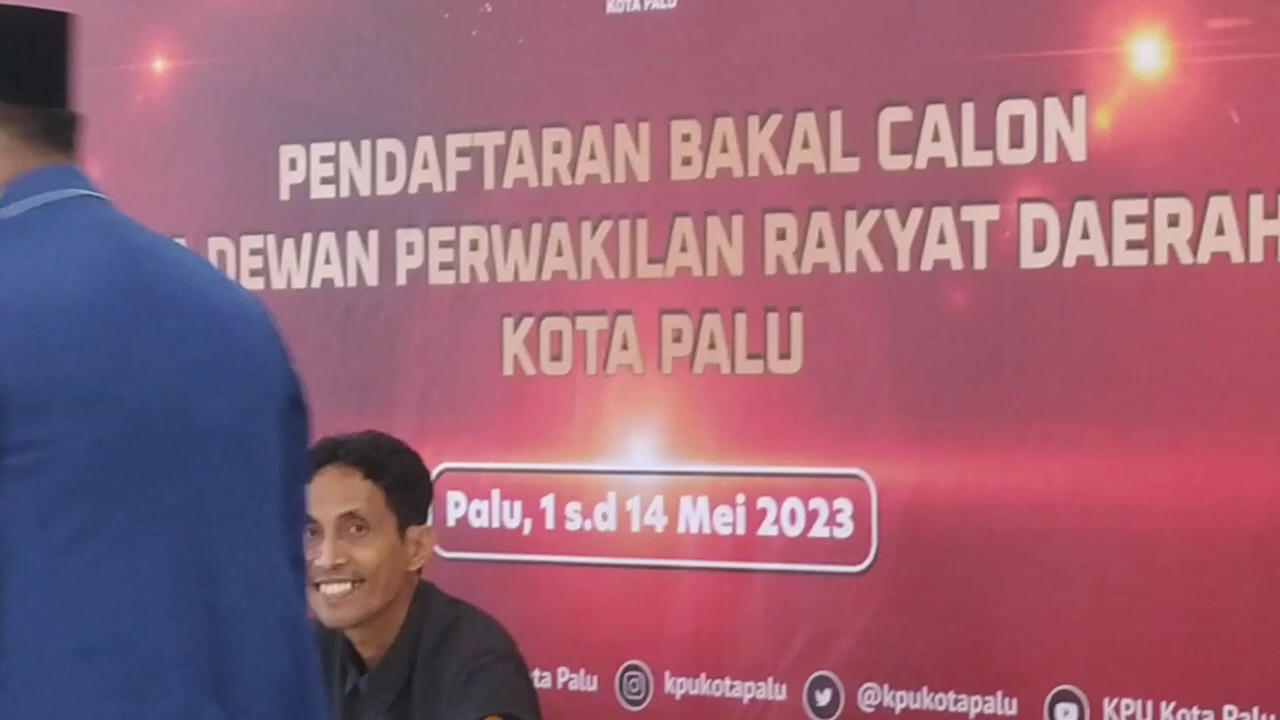 KOTA PALU
PENDAFTARAN BAKAL CALON
DEWAN PERWAKILAN RAKYAT DAERAH
KOTA PALU
Palu, 1 s.d 14 Mei 2023
ta Palu kpukotapalu @kpukotapalu KPU Kota Palu